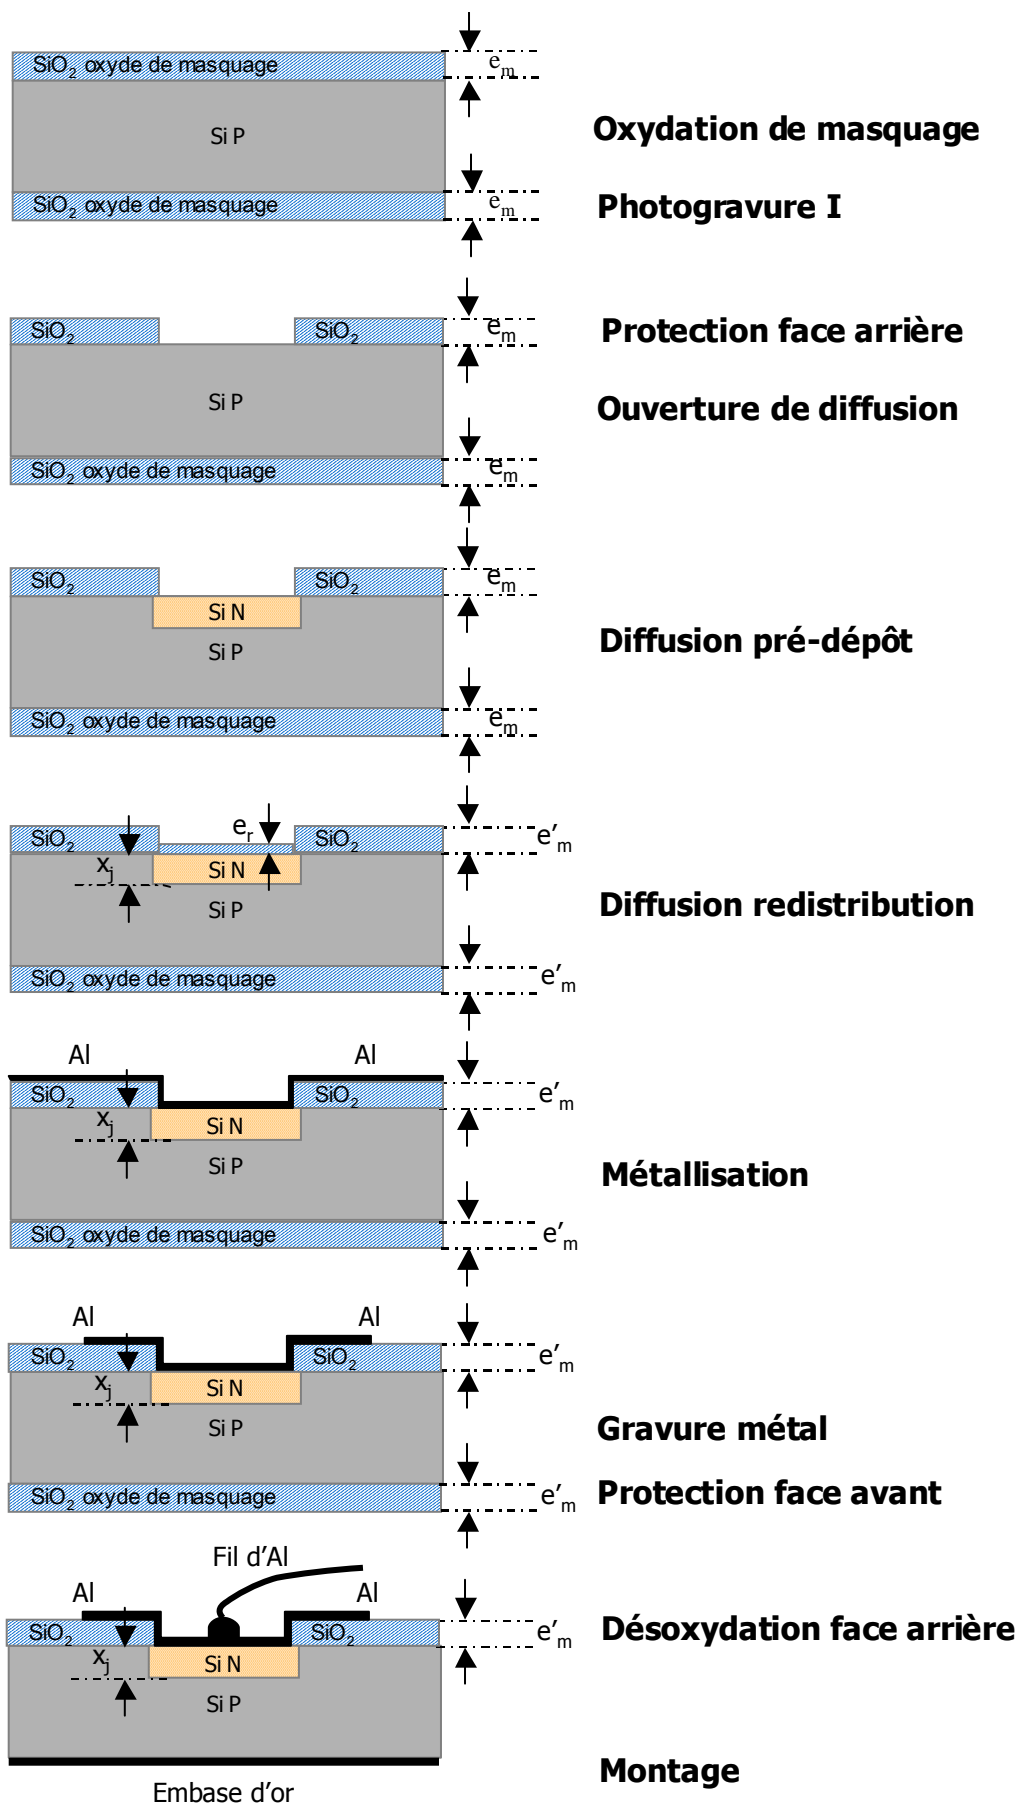 SiO2 oxyde de masquage
em
Si P
Oxydation de masquage
SiO2 oxyde de masquage
em
Photogravure I
SiO2
SiO2
em
Protection face arrière
Si P
Ouverture de diffusion
SiO2 oxyde de masquage
em
SiO2
SiO2
em
Si N
Si P
Diffusion pré-dépôt
SiO2 oxyde de masquage
em
SiO2
er
SiO2
e’m
xj
Si N
Si P
Diffusion redistribution
SiO2 oxyde de masquage
e’m
Al
Al
SiO2
SiO2
e’m
xj
Si N
Si P
Métallisation
SiO2 oxyde de masquage
e’m
Al
Al
SiO2
SiO2
e’m
xj
Si N
Si P
Gravure métal
SiO2 oxyde de masquage
e’m
Protection face avant
Fil d’Al
Al
Al
SiO2
SiO2
e’m
Désoxydation face arrière
xj
Si N
Si P
Montage
Embase d’or